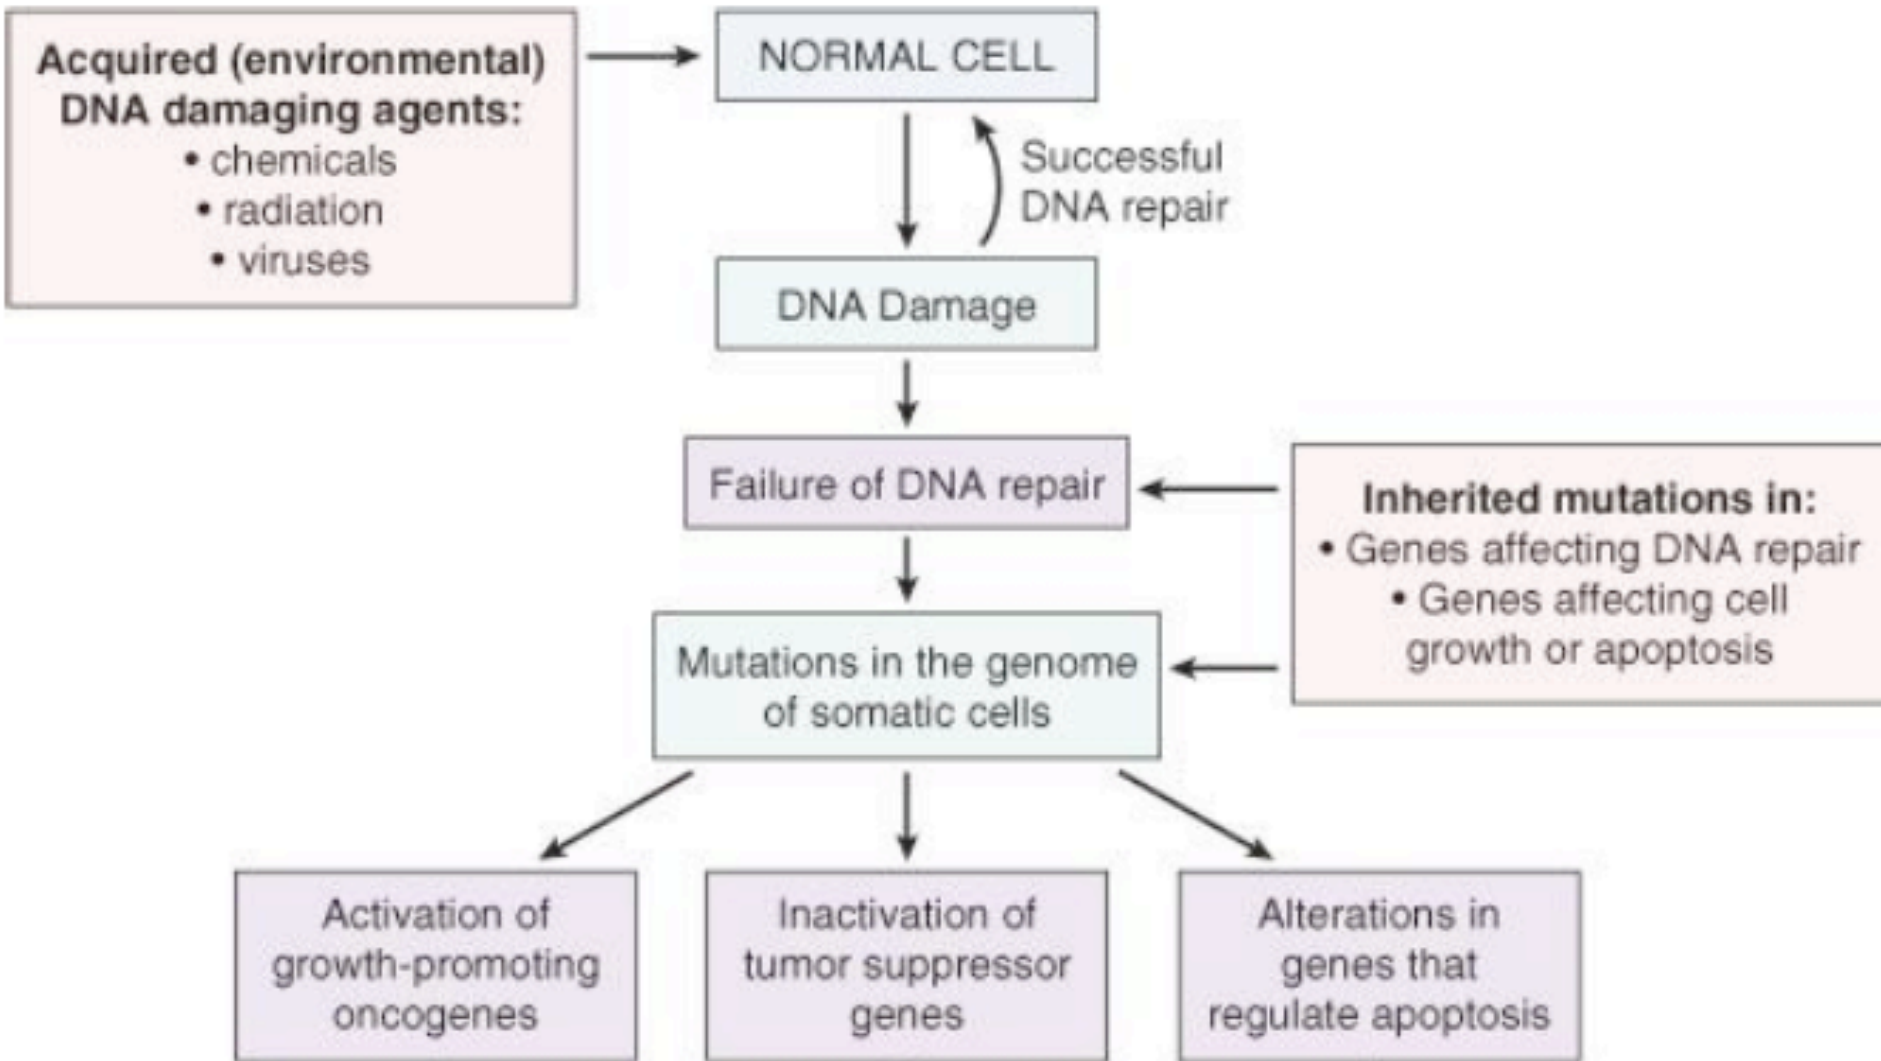 Acquired (environmental)
DNA damaging agents:
• chemicals
• radiation
• viruses
NORMAL CELL
Successful
DNA repair
DNA Damage
Failure of DNA repair
Inherited mutations in:
• Genes affecting DNA repair
• Genes affecting cell
growth or apoptosis
Mutations in the genome
of somatic cells
Activation of
growth-promoting
oncogenes
Inactivation of
tumor suppressor
genes
Alterations in
genes that
regulate apoptosis